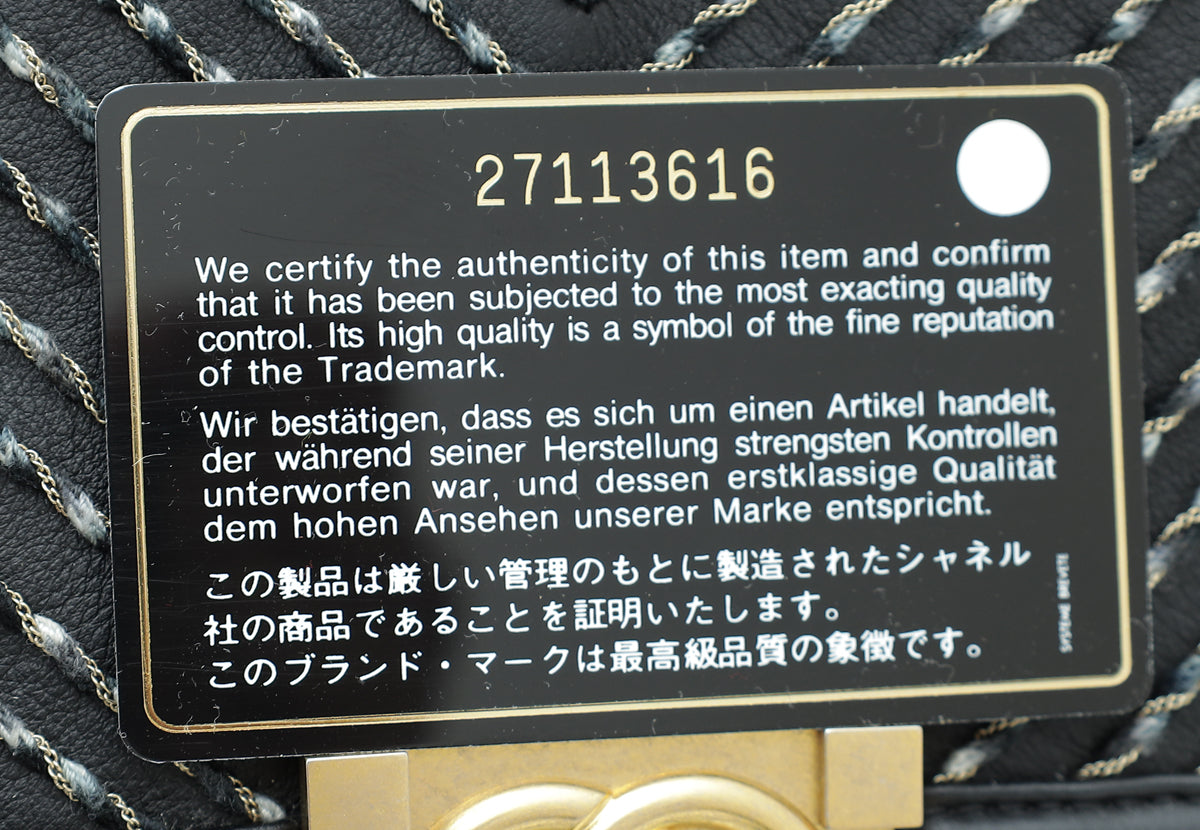 27113616
We certify the authenticity of this item and confirm
that it has been subjected to the most exacting quality
control. Its high quality is a symbol of the fine reputation
of the Trademark.
Wir bestätigen, dass es sich um einen Artikel handelt,
der während seiner Herstellung strengsten Kontrollen
unterworfen war, und dessen erstklassige Qualität
dem hohen Ansehen unserer Marke entspricht.
この製品は厳しい管理のもとに製造されたシャネル
社の商品であることを証明いたします。
このブランド・マークは最高級品質の象徴です。